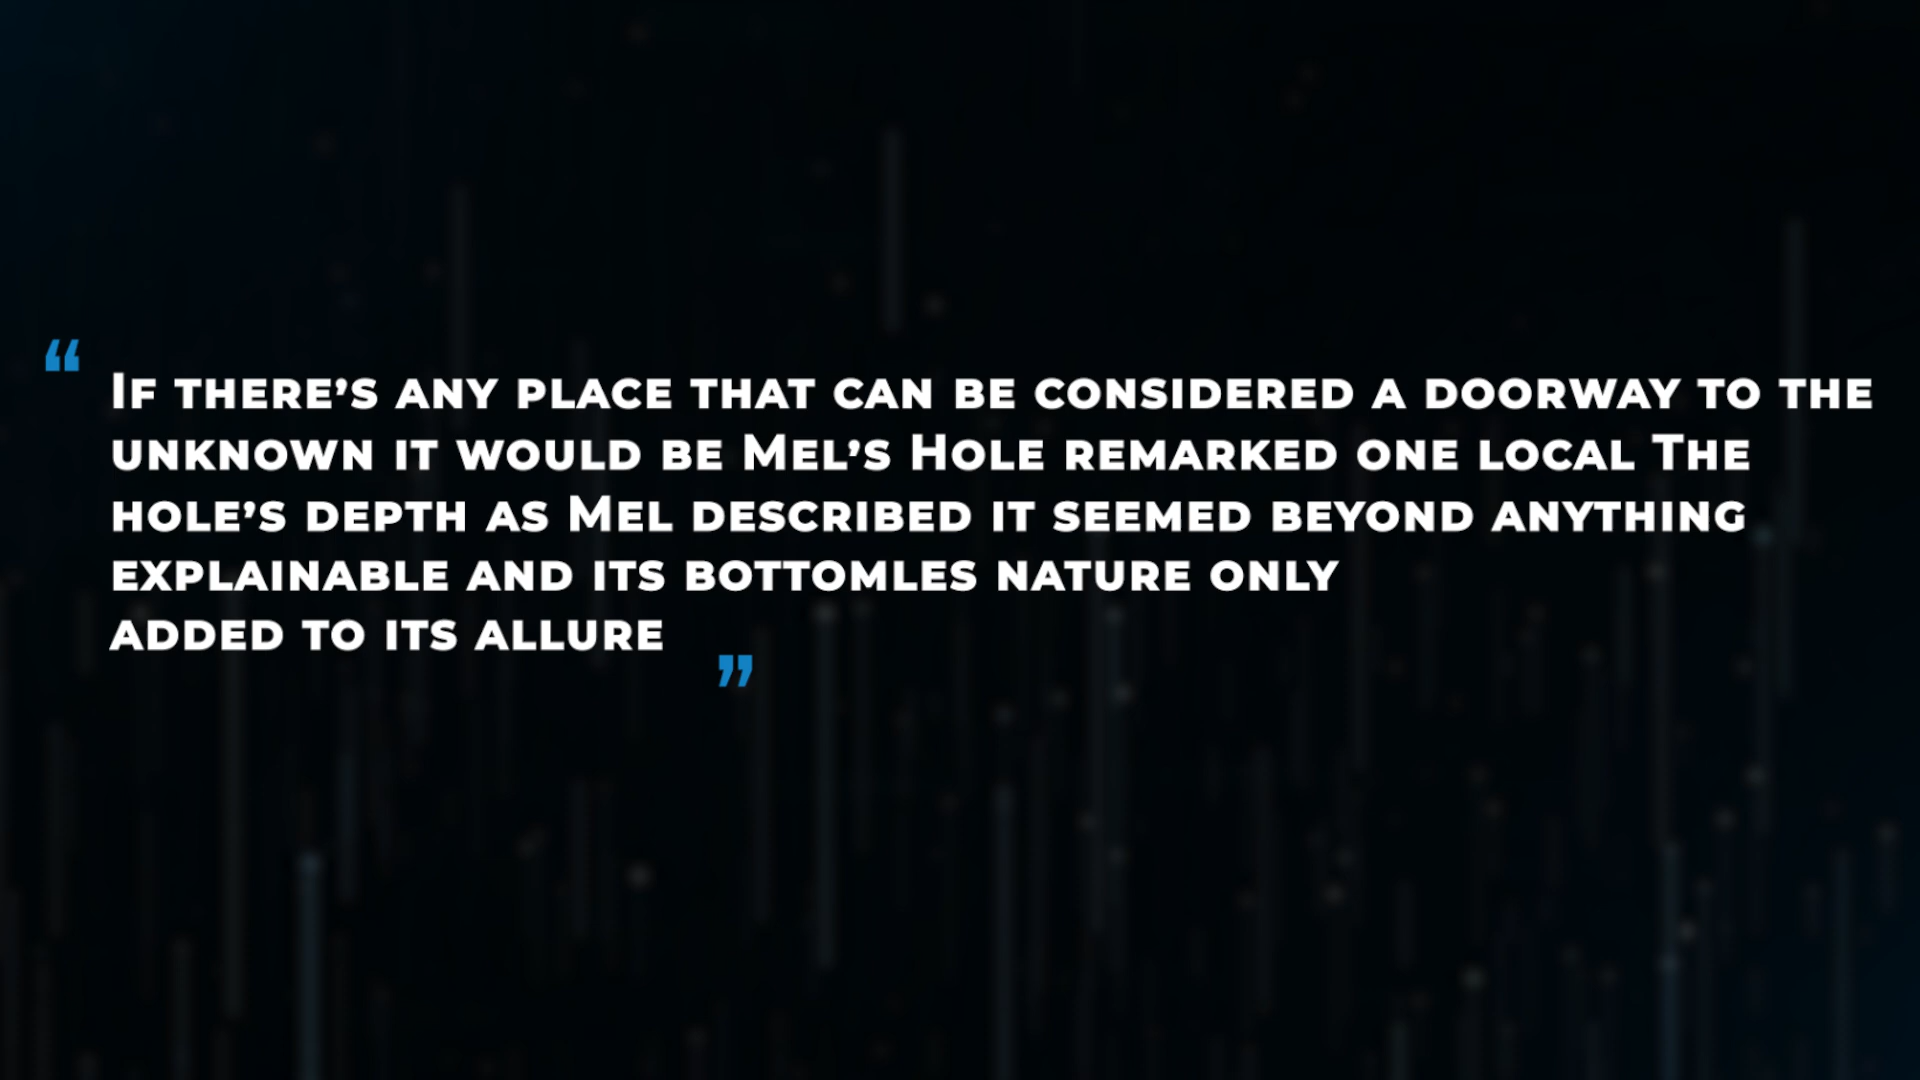 “ If there’s any place that can be considered a doorway to the
unknown it would be Mel’s Hole remarked one local The
hole’s depth as Mel described it seemed beyond anything
explainable and its bottomles nature only
added to its allure ”